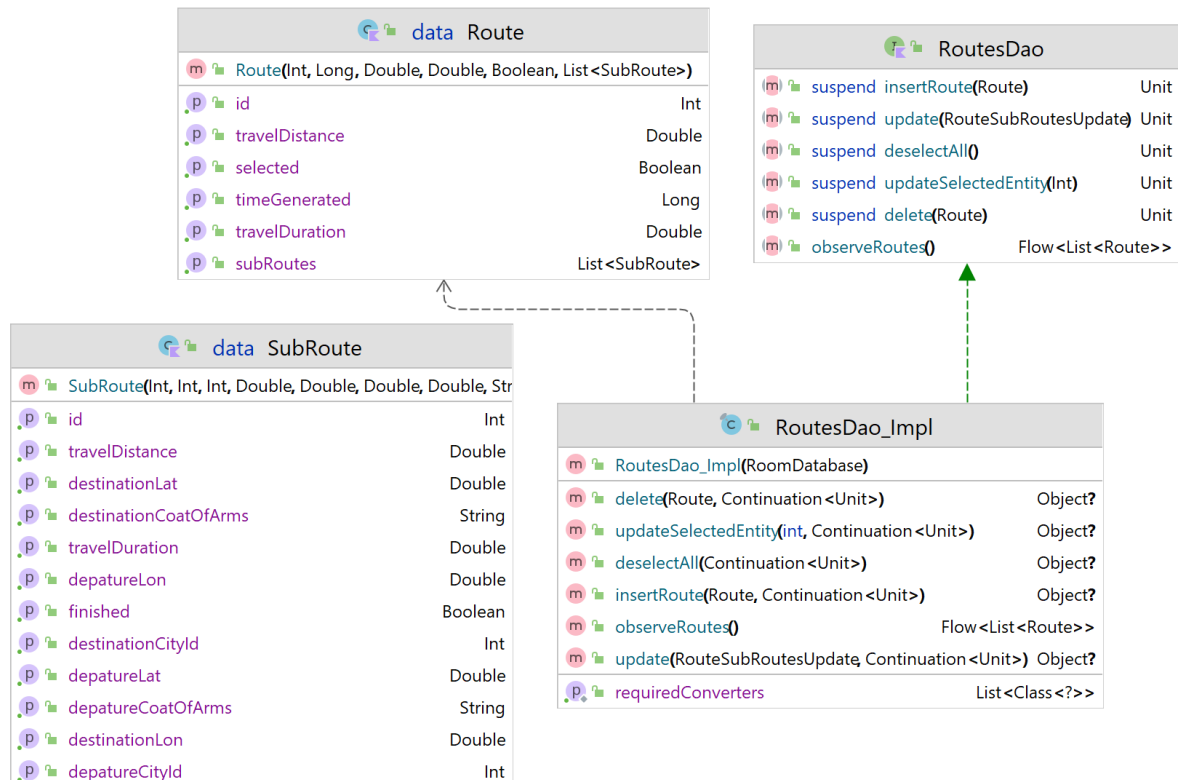 data Route
m Route(Int, Long, Double, Double, Boolean, List<SubRoute>)
p id Int
p travelDistance Double
p selected Boolean
p timeGenerated Long
p travelDuration Double
p subRoutes List<SubRoute>
RoutesDao
m suspend insertRoute(Route) Unit
m suspend update(RouteSubRoutesUpdate) Unit
m suspend deselectAll() Unit
m suspend updateSelectedEntity(Int) Unit
m suspend delete(Route) Unit
m observeRoutes() Flow<List<Route>>
data SubRoute
m SubRoute(Int, Int, Int, Double, Double, Double, Double, Str
p id Int
p travelDistance Double
p destinationLat Double
p destinationCoatOfArms String
p travelDuration Double
p depatureLon Double
p finished Boolean
p destinationCityId Int
p depatureLat Double
p depatureCoatOfArms String
p destinationLon Double
p depatureCityId Int
C RoutesDao_Impl
m RoutesDao_Impl(RoomDatabase)
m delete(Route, Continuation<Unit>) Object?
m updateSelectedEntity(int, Continuation<Unit>) Object?
m deselectAll(Continuation<Unit>) Object?
m insertRoute(Route, Continuation<Unit>) Object?
m observeRoutes() Flow<List<Route>>
m update(RouteSubRoutesUpdate, Continuation<Unit>) Object?
p requiredConverters List<Class<?>>